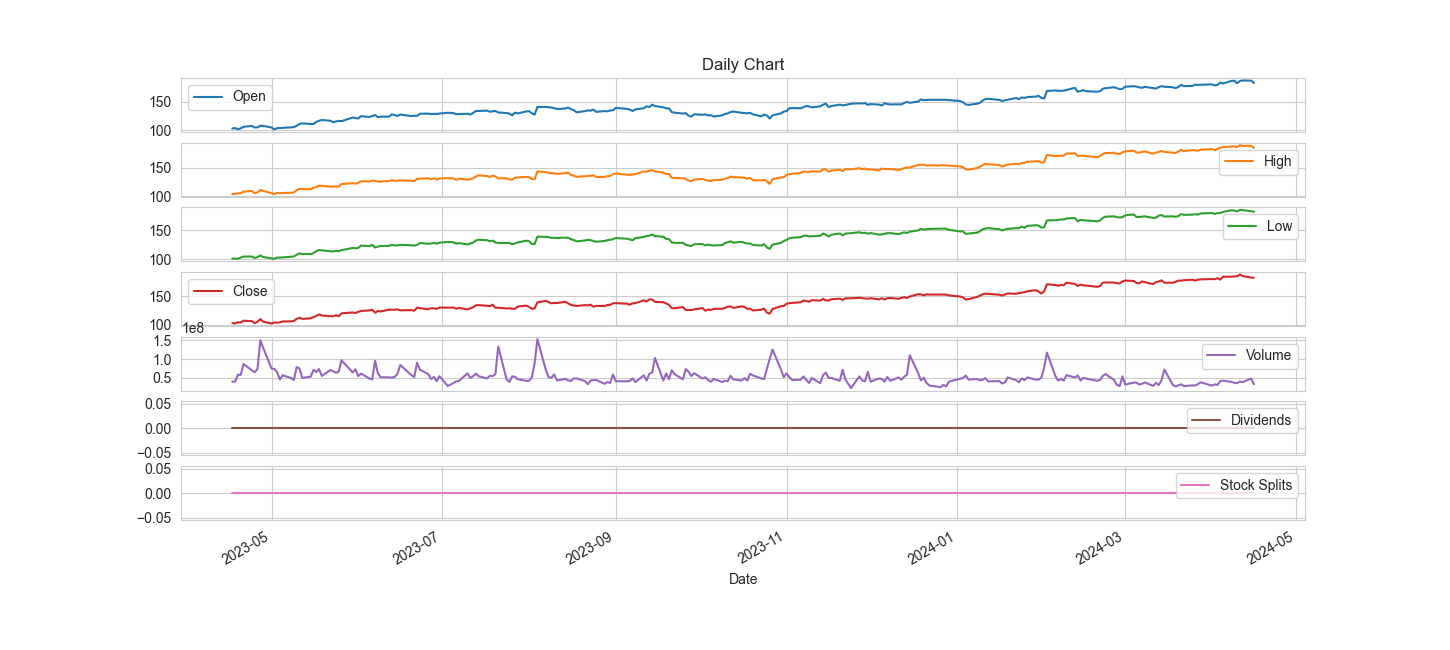 Daily Chart
150
100
Open
150
100
High
150
100
Low
150
100
Close
1e8
1.5
1.0
0.5
Volume
0.05
0.00
−0.05
Dividends
0.05
0.00
−0.05
Stock Splits
2023-05
2023-07
2023-09
2023-11
2024-01
2024-03
2024-05
Date